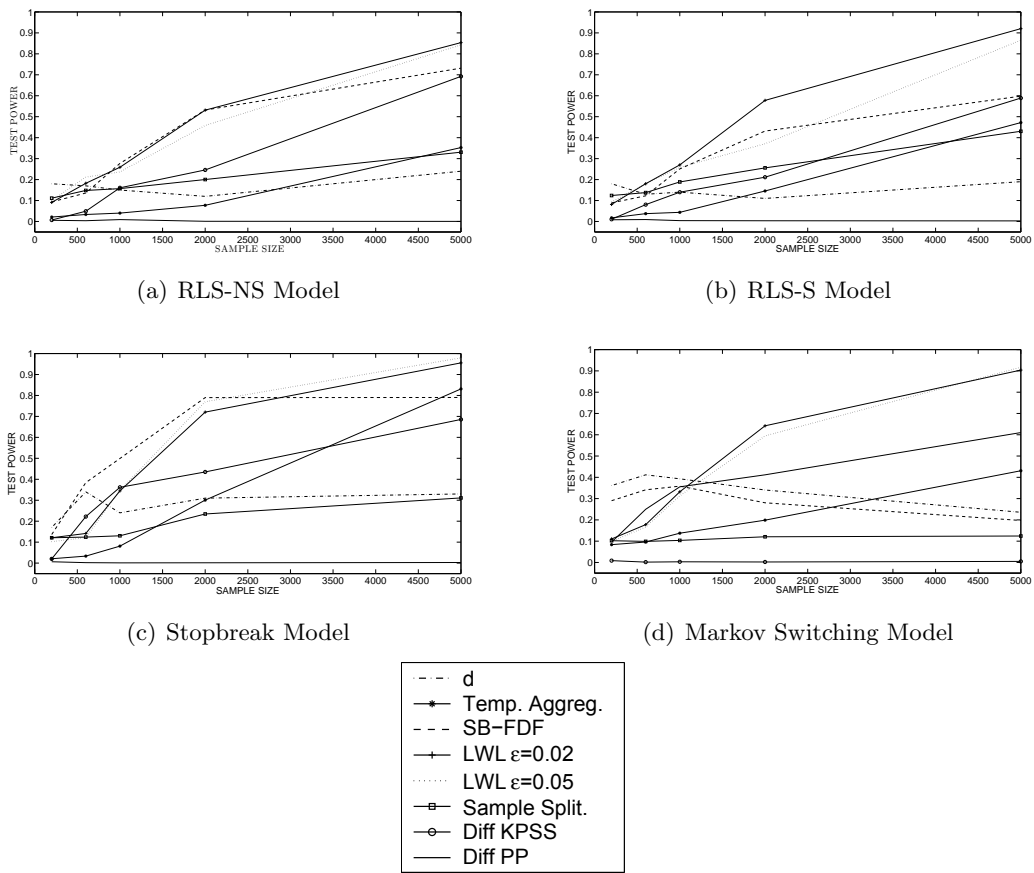 1
0.9
0.8
0.7
0.6
0.5
0.4
0.3
0.2
0.1
0
TEST POWER
0 500 1000 1500 2000 2500 3000 3500 4000 4500 5000
SAMPLE SIZE
(a) RLS-NS Model
1
0.9
0.8
0.7
0.6
0.5
0.4
0.3
0.2
0.1
0
TEST POWER
0 500 1000 1500 2000 2500 3000 3500 4000 4500 5000
SAMPLE SIZE
(b) RLS-S Model
1
0.9
0.8
0.7
0.6
0.5
0.4
0.3
0.2
0.1
0
TEST POWER
0 500 1000 1500 2000 2500 3000 3500 4000 4500 5000
SAMPLE SIZE
(c) Stopbreak Model
1
0.9
0.8
0.7
0.6
0.5
0.4
0.3
0.2
0.1
0
TEST POWER
0 500 1000 1500 2000 2500 3000 3500 4000 4500 5000
SAMPLE SIZE
(d) Markov Switching Model
d
Temp. Aggreg.
SB−FDF
LWL ε=0.02
LWL ε=0.05
Sample Split.
Diff KPSS
Diff PP